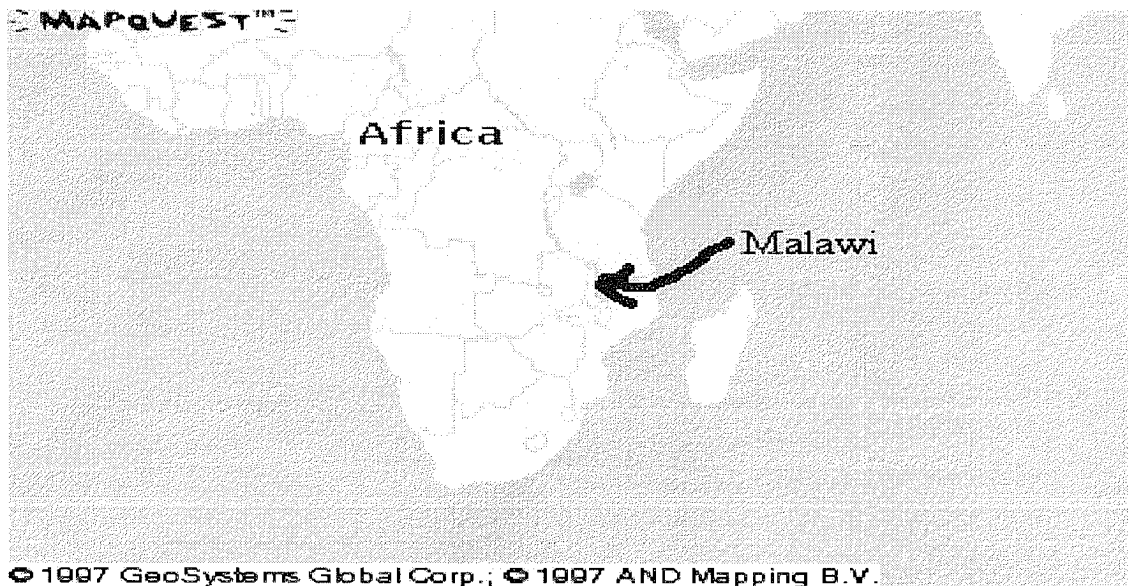 MAPQUEST™
Africa
Malawi
© 1997 GeoSystems Global Corp.; © 1997 AND Mapping B.V.